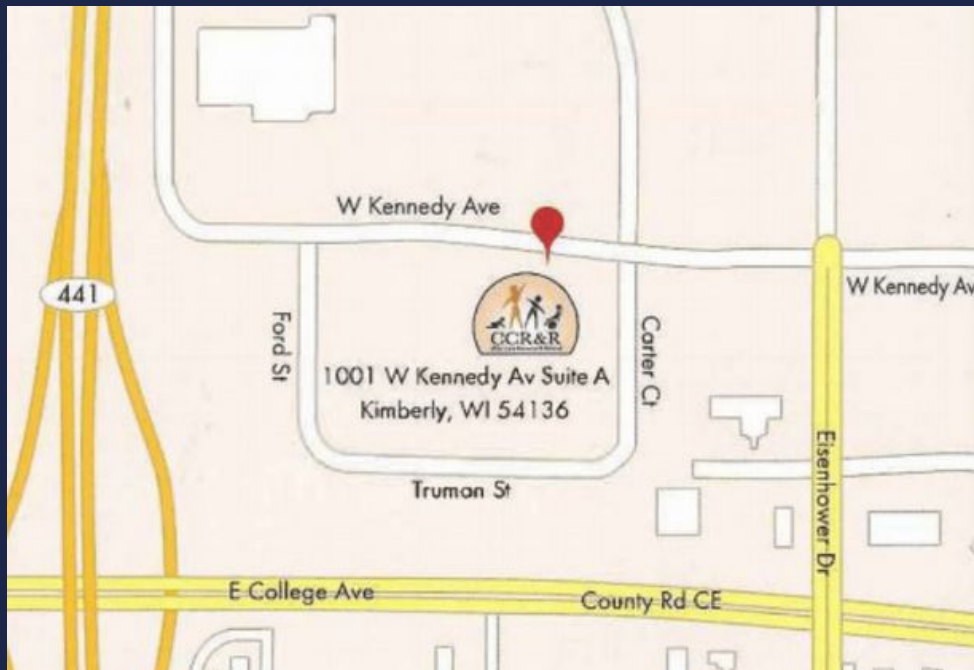 W Kennedy Ave
441
W Kennedy Av
Ford St
CCR&R
Carter Ct
1001 W Kennedy Av Suite A
Kimberly, WI 54136
Eisenhower Dr
Truman St
E College Ave
County Rd CE